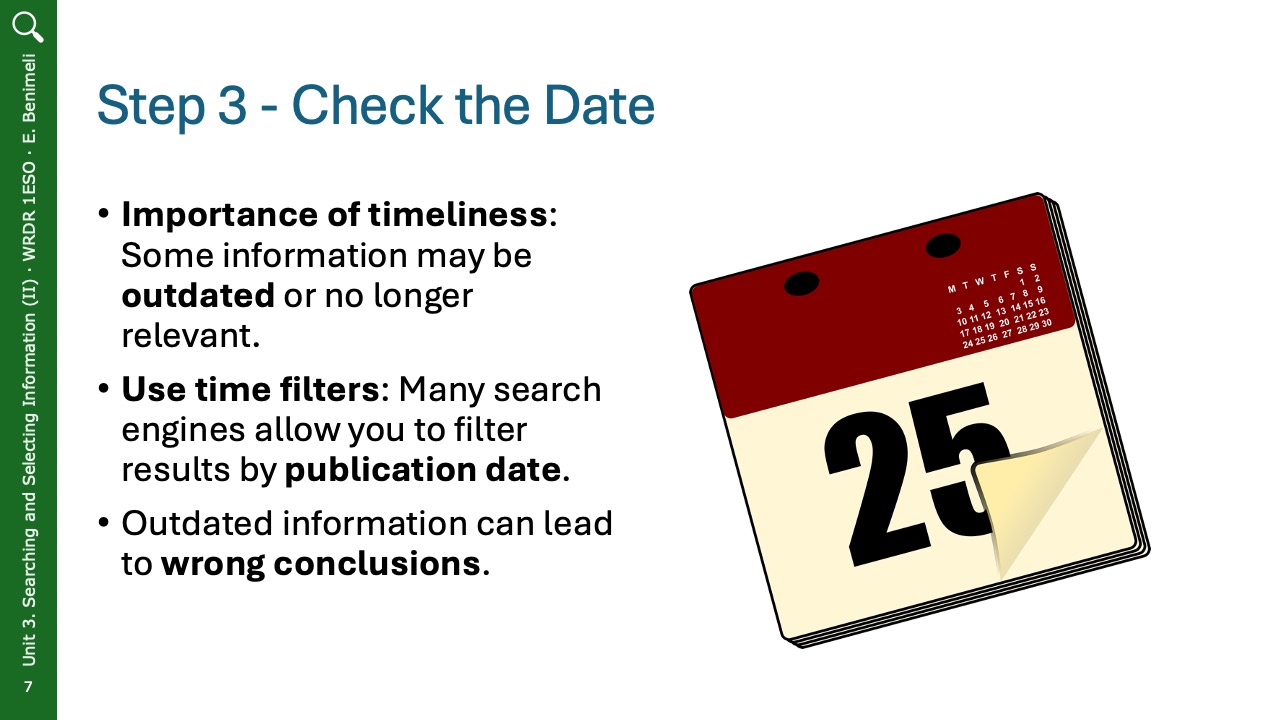 Unit 3. Searching and Selecting Information (II) · WRDR 1ESO · E. Benimeli
7
Step 3 - Check the Date
• Importance of timeliness:
Some information may be
outdated or no longer
relevant.
• Use time filters: Many search
engines allow you to filter
results by publication date.
• Outdated information can lead
to wrong conclusions.
M T W T F S S
1 2
3 4 5 6 7 8 9
10 11 12 13 14 15 16
17 18 19 20 21 22 23
24 25 26 27 28 29 30
25